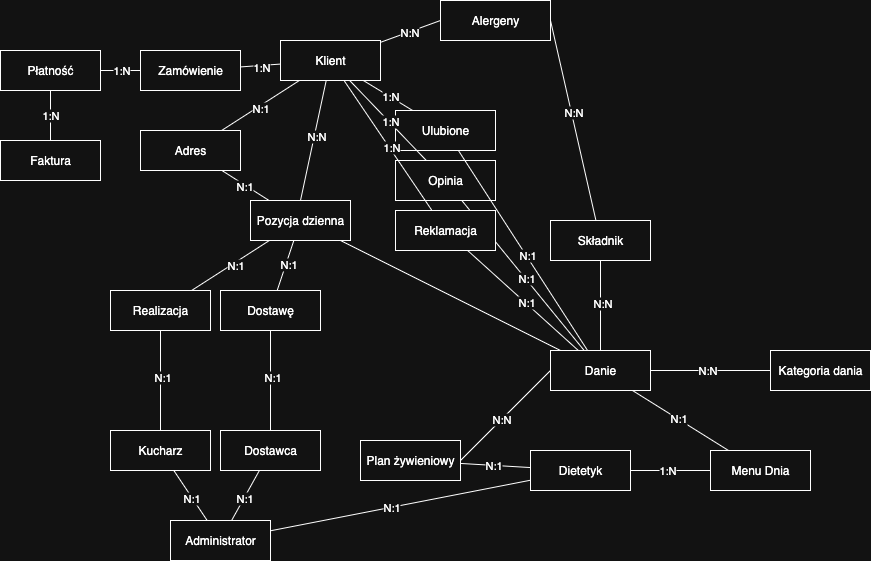 Alergeny
N:N
Klient
Płatność
1:N
Zamówienie
1:N
1:N
N:1
N:N
1:N
1:N
1:N
N:N
Ulubione
Faktura
Adres
Opinia
N:1
Pozycja dzienna
Reklamacja
Składnik
N:1
N:1
N:1
N:1
N:1
N:N
Realizacja
Dostawę
N:1
N:1
Danie
N:N
Kategoria dania
N:N
N:1
Kucharz
Dostawca
Plan żywieniowy
N:1
Dietetyk
1:N
Menu Dnia
N:1
N:1
N:1
Administrator